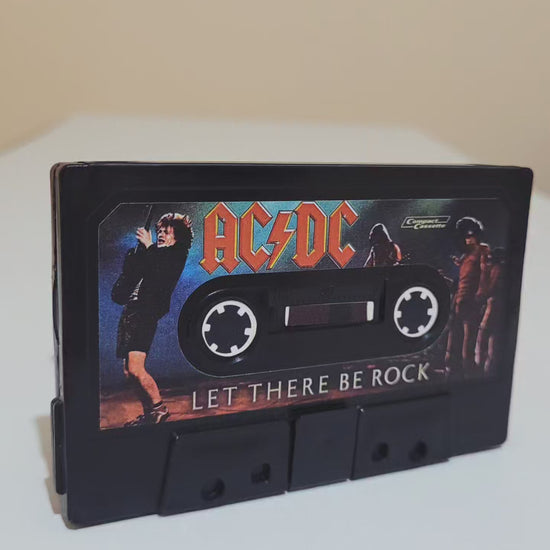 AC⚡DC
Compact
Cassette
LET THERE BE ROCK